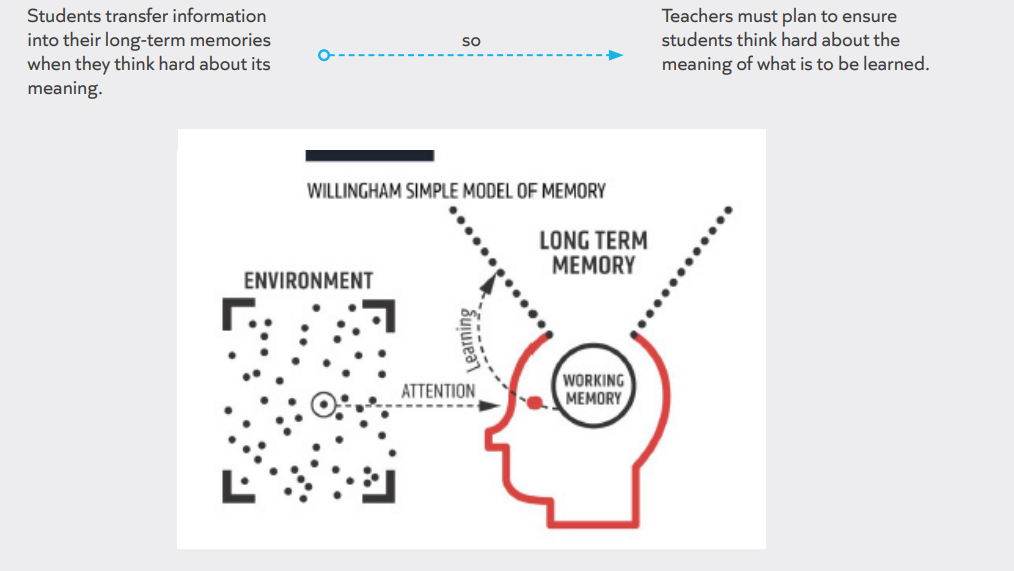 Students transfer information
into their long-term memories
when they think hard about its
meaning.
so
Teachers must plan to ensure
students think hard about the
meaning of what is to be learned.
WILLINGHAM SIMPLE MODEL OF MEMORY
LONG TERM
MEMORY
ENVIRONMENT
Learning
ATTENTION
WORKING
MEMORY